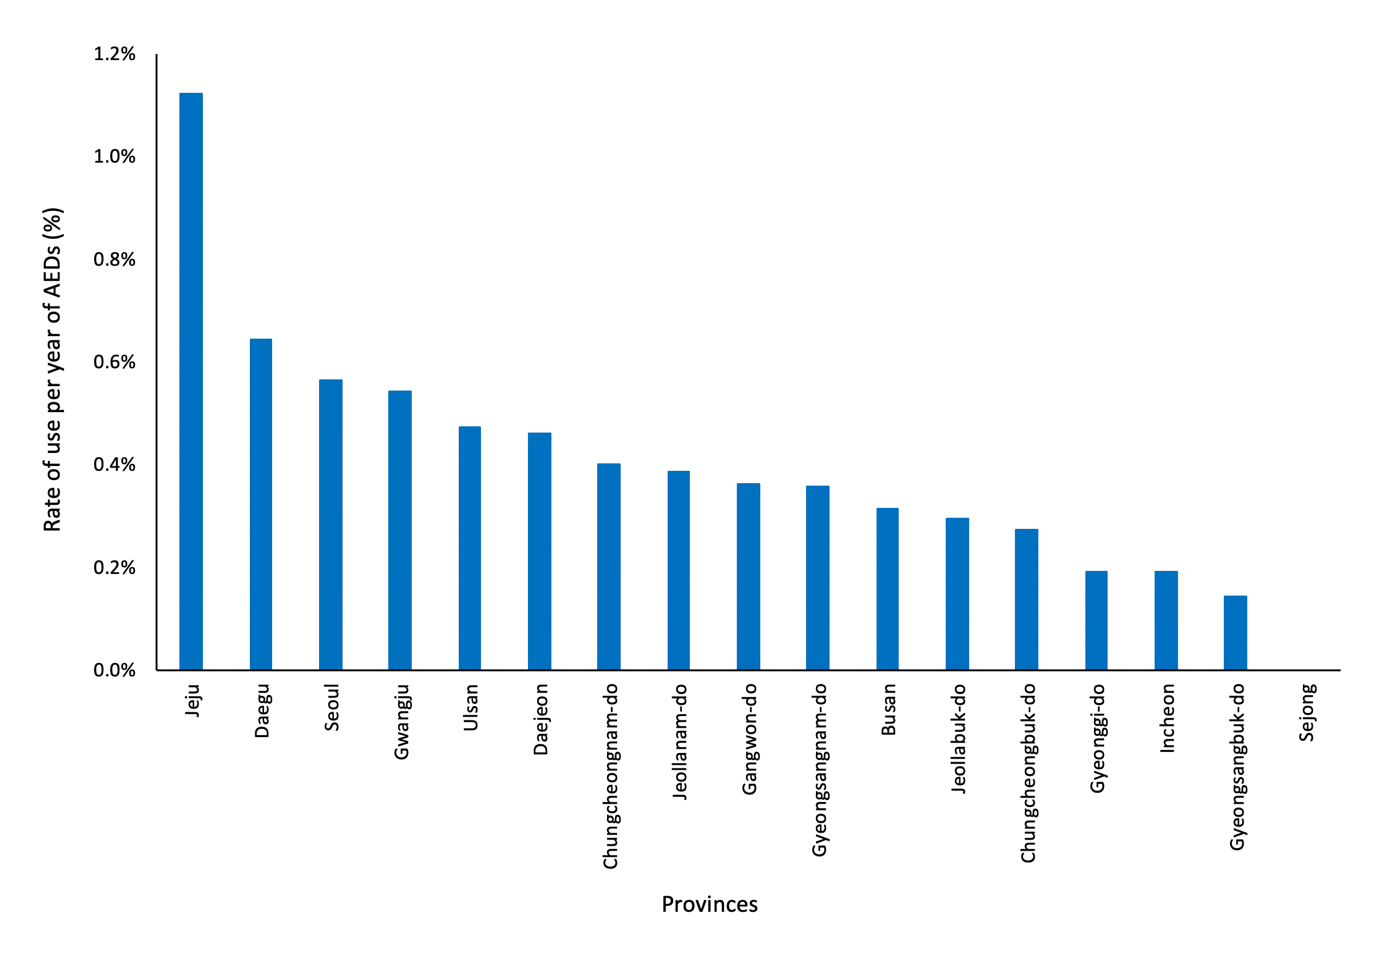 1.2%
1.0%
0.8%
0.6%
0.4%
0.2%
0.0%
Rate of use per year of AEDs (%)
Jeju
Daegu
Seoul
Gwangju
Ulsan
Daejeon
Chungcheongnam-do
Jeollanam-do
Gangwon-do
Gyeongsangnam-do
Busan
Jeollabuk-do
Chungcheongbuk-do
Gyeonggi-do
Incheon
Gyeongsangbuk-do
Sejong
Provinces